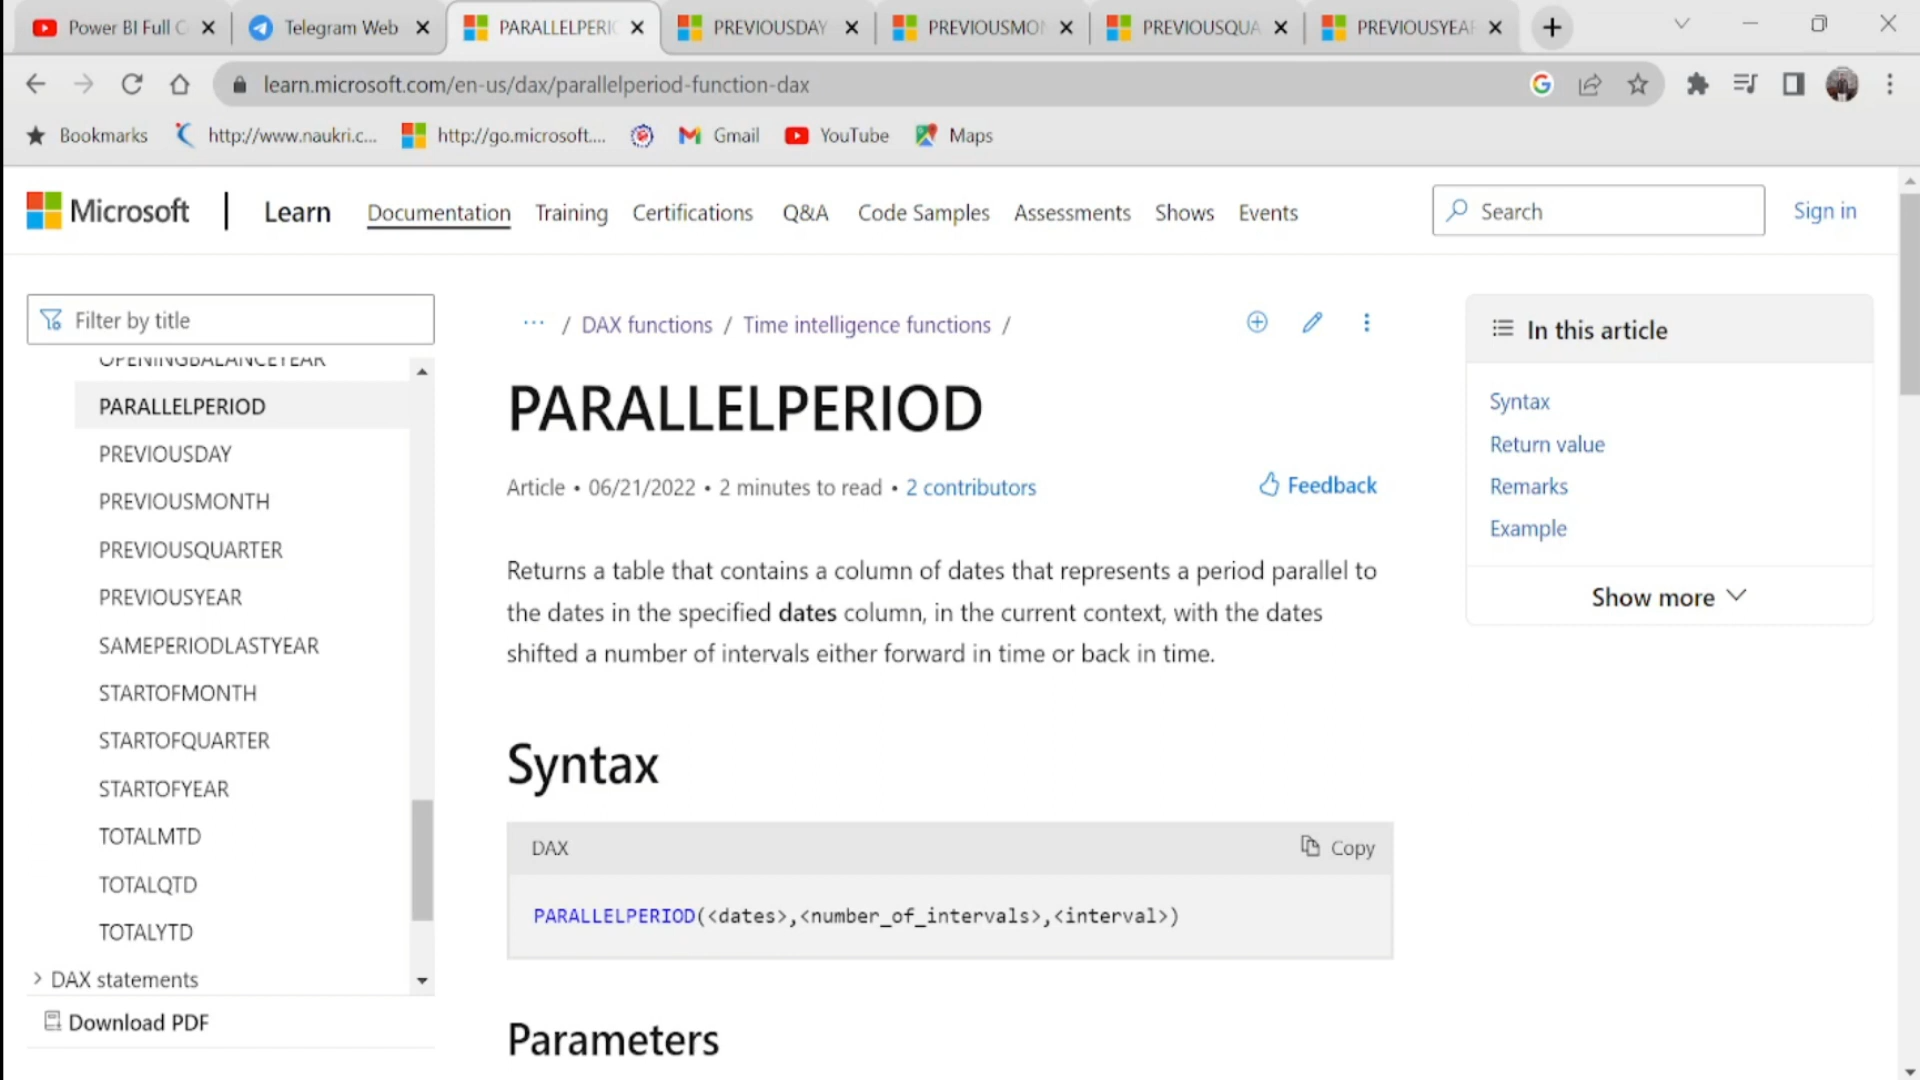 Power BI Full C
Telegram Web
PARALLELPERIO
PREVIOUSDAY
PREVIOUSMON
PREVIOUSQUA
PREVIOUSYEAR
learn.microsoft.com/en-us/dax/parallelperiod-function-dax
Bookmarks
http://www.naukri.c...
http://go.microsoft....
Gmail
YouTube
Maps
Microsoft
Learn
Documentation
Training
Certifications
Q&A
Code Samples
Assessments
Shows
Events
Search
Sign in
Filter by title
OPENINGBALANCEYEAR
PARALLELPERIOD
PREVIOUSDAY
PREVIOUSMONTH
PREVIOUSQUARTER
PREVIOUSYEAR
SAMEPERIODLASTYEAR
STARTOFMONTH
STARTOFQUARTER
STARTOFYEAR
TOTALMTD
TOTALQTD
TOTALYTD
DAX statements
Download PDF
··· / DAX functions / Time intelligence functions /
PARALLELPERIOD
Article • 06/21/2022 • 2 minutes to read • 2 contributors
Feedback
Returns a table that contains a column of dates that represents a period parallel to
the dates in the specified dates column, in the current context, with the dates
shifted a number of intervals either forward in time or back in time.
Syntax
DAX
Copy
PARALLELPERIOD(<dates>,<number_of_intervals>,<interval>)
Parameters
In this article
Syntax
Return value
Remarks
Example
Show more